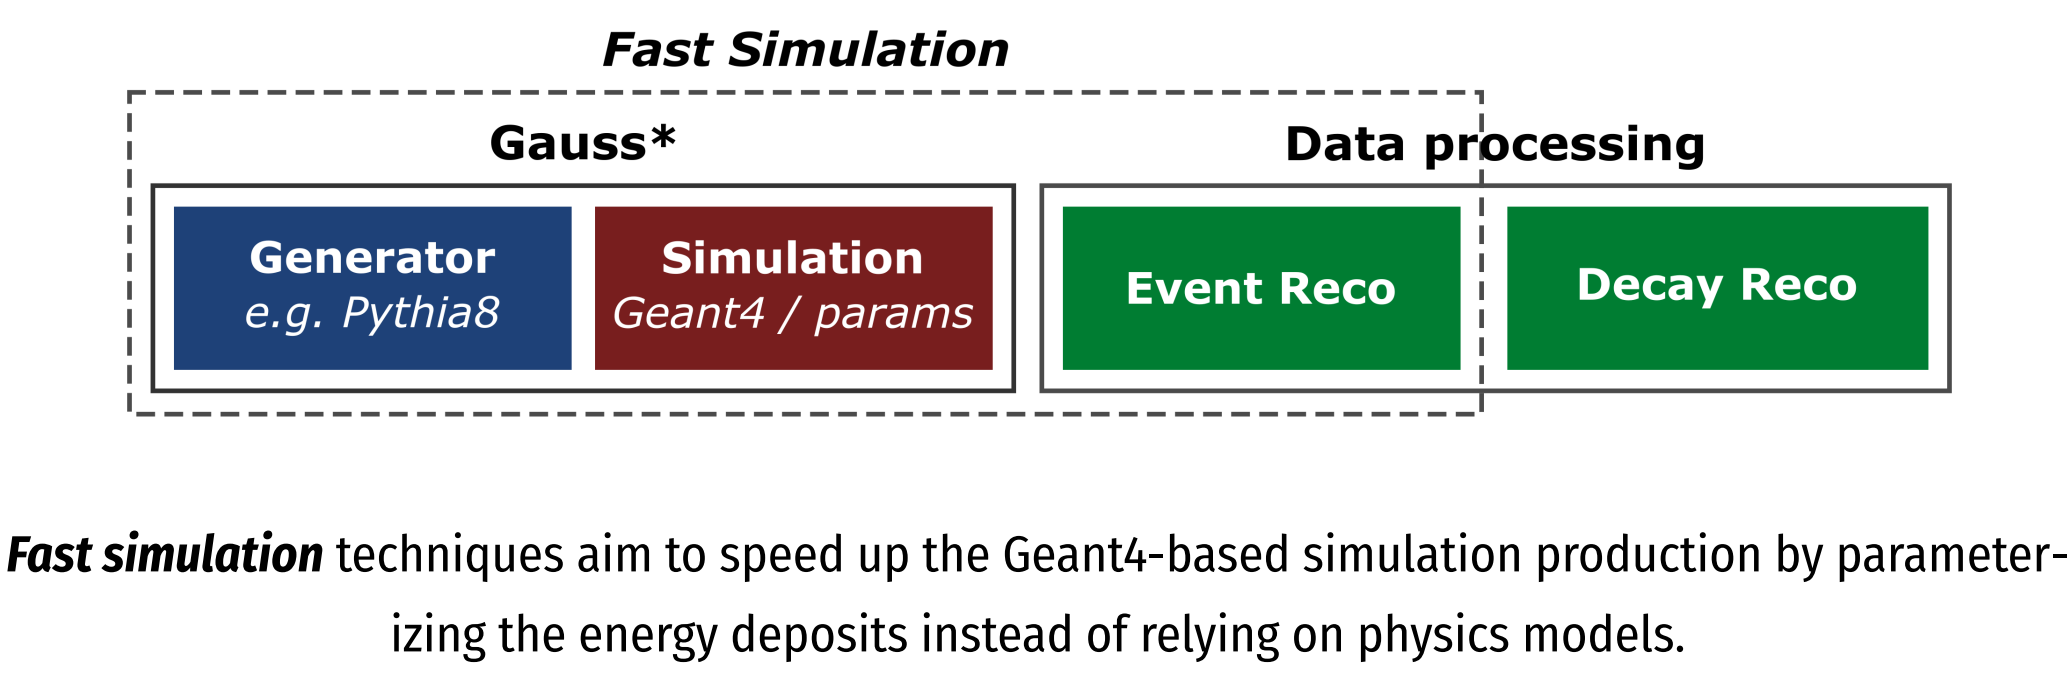 Fast Simulation
Gauss*
Data processing
Generator
e.g. Pythia8
Simulation
Geant4 / params
Event Reco
Decay Reco
Fast simulation techniques aim to speed up the Geant4-based simulation production by parameter-
izing the energy deposits instead of relying on physics models.